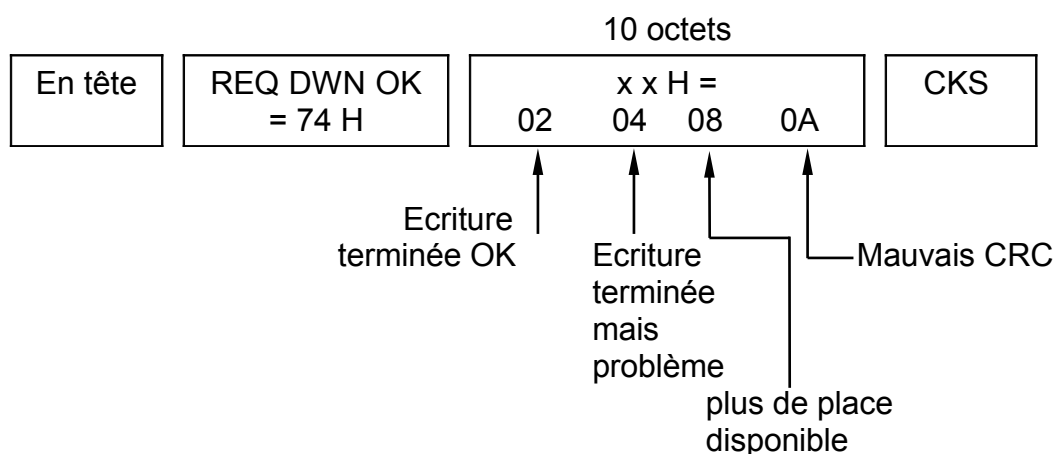 10 octets
En tête
REQ DWN OK
= 74 H
x x H =
02 04 08 0A
CKS
Ecriture
terminée OK
Ecriture
terminée
mais
problème
plus de place
disponible
Mauvais CRC